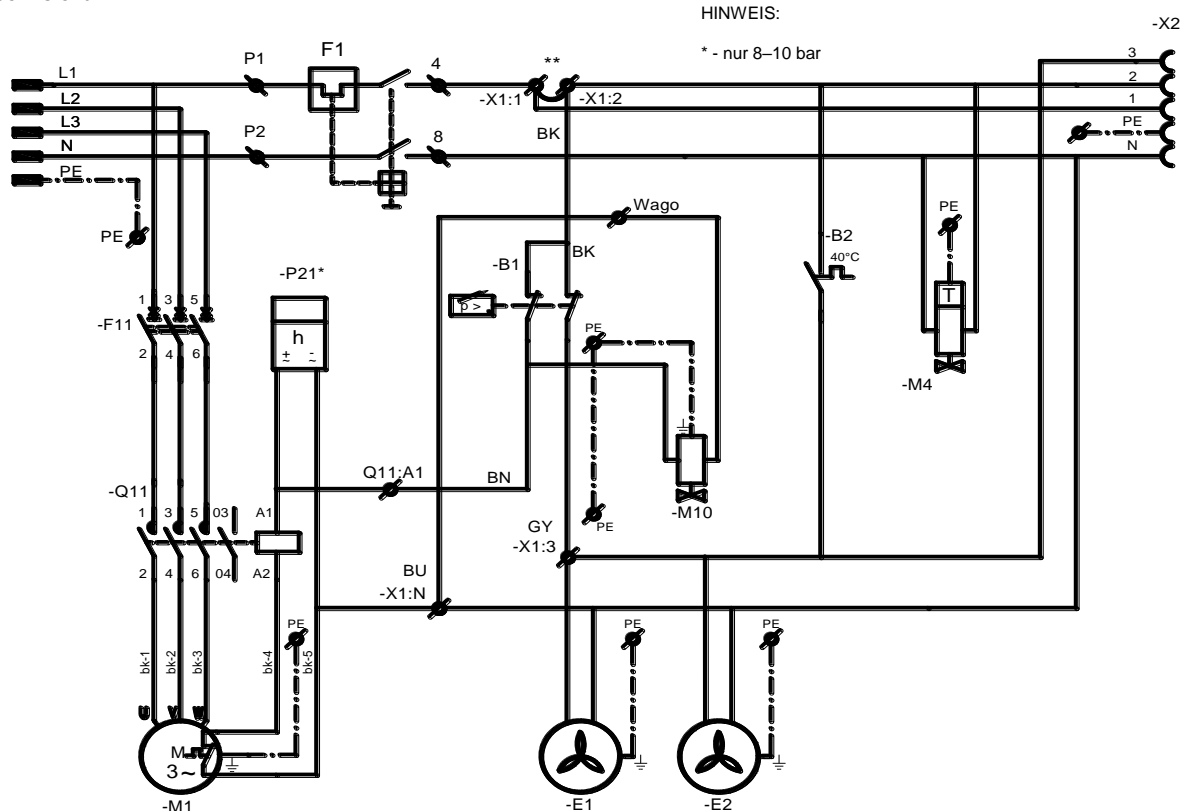 HINWEIS:
-X2
* - nur 8–10 bar
F1
P1
4
**
3
L1
2
L2
-X1:1
-X1:2
1
L3
BK
PE
P2
8
N
N
PE
Wago
PE
PE
-B2
BK
-B1
40°C
-P21*
1
3
5
T
p >
-F11
h
PE
2
4
6
+
~
-
~
-M4
Q11:A1
BN
-Q11
-M10
1
3
5
03
A1
GY
PE
-X1:3
2
4
6
04
A2
BU
-X1:N
PE
PE
PE
bk-1
bk-2
bk-3
bk-4
bk-5
U
V
W
M
3~
-M1
-E1
-E2